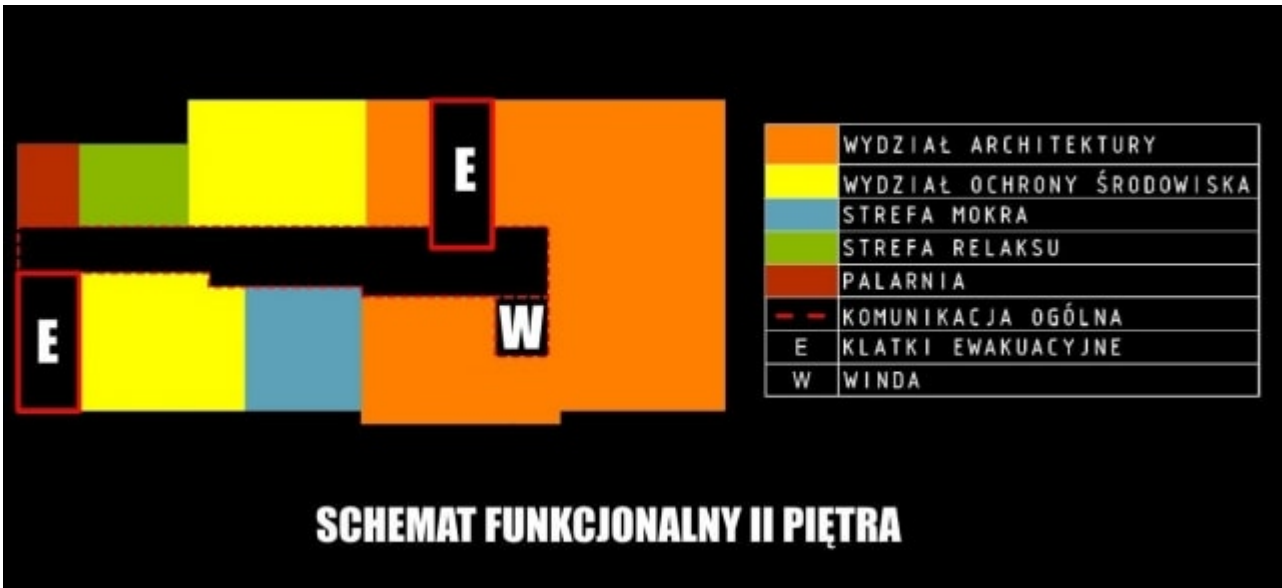 E
E
W
WYDZIAŁ ARCHITEKTURY
WYDZIAŁ OCHRONY ŚRODOWISKA
STREFA MOKRA
STREFA RELAKSU
PALARNIA
KOMUNIKACJA OGÓLNA
E KLATKI EWAKUACYJNE
W WINDA
SCHEMAT FUNKCJONALNY II PIĘTRA